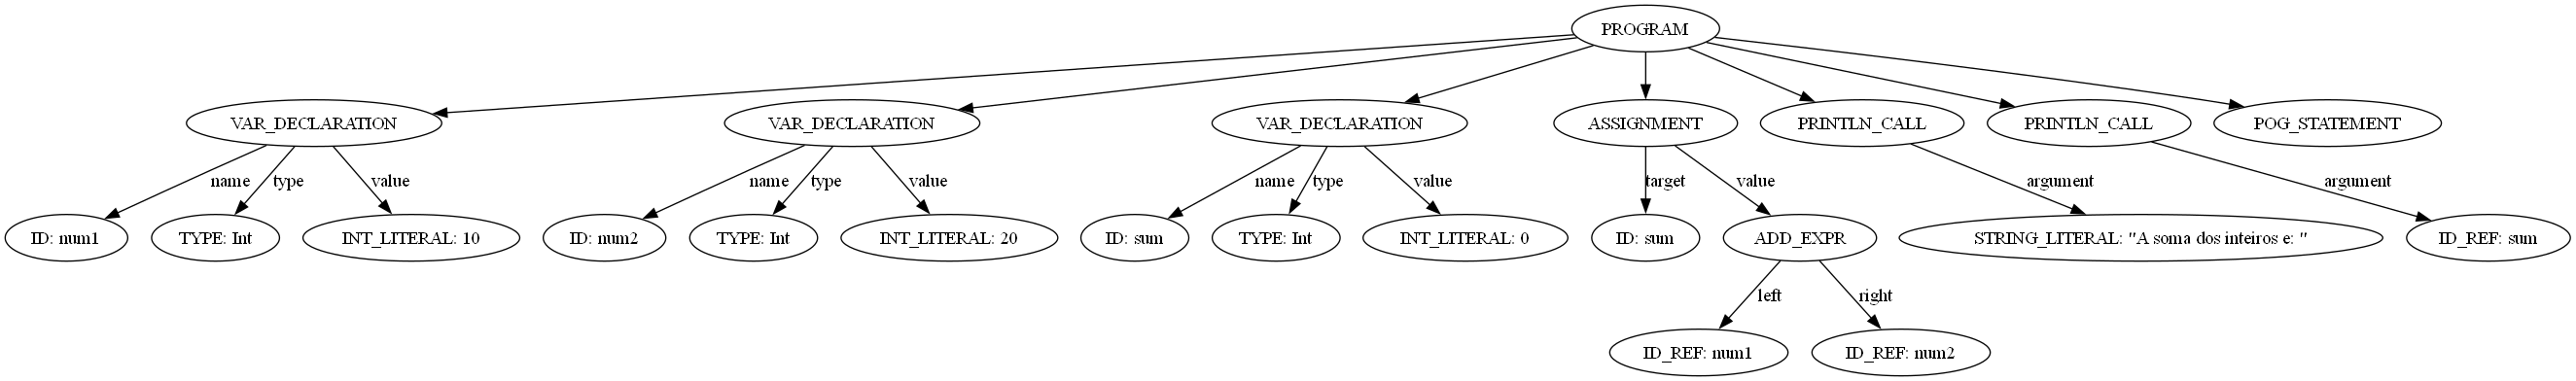 PROGRAM
VAR_DECLARATION
VAR_DECLARATION
VAR_DECLARATION
ASSIGNMENT
PRINTLN_CALL
PRINTLN_CALL
POG_STATEMENT
name
type
value
name
type
value
name
type
value
target
value
argument
argument
ID: num1
TYPE: Int
INT_LITERAL: 10
ID: num2
TYPE: Int
INT_LITERAL: 20
ID: sum
TYPE: Int
INT_LITERAL: 0
ID: sum
ADD_EXPR
STRING_LITERAL: "A soma dos inteiros e: "
ID_REF: sum
left
right
ID_REF: num1
ID_REF: num2